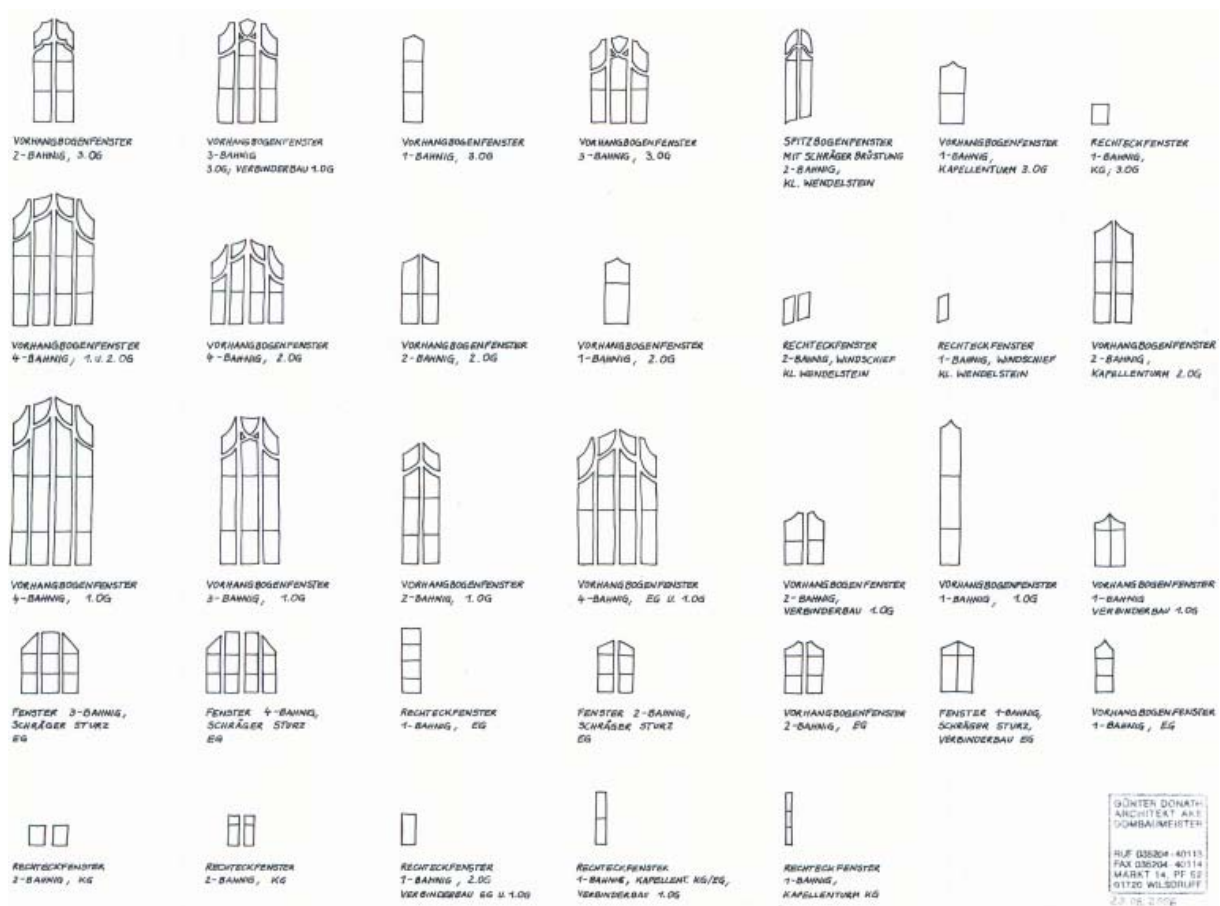 VORHANGBOGENFENSTER
2-BAHNIG, 3.OG
VORHANGBOGENFENSTER
3-BAHNIG
3.OG, VERBINDERBAU 1.OG
VORHANGBOGENFENSTER
1-BAHNIG, 3.OG
VORHANGBOGENFENSTER
3-BAHNIG, 3.OG
SPITZBOGENFENSTER
MIT SCHRÄGER BRÜSTUNG
2-BAHNIG,
KL. WENDELSTEIN
VORHANGBOGENFENSTER
1-BAHNIG,
KAPELLENTURM 3.OG
RECHTECKFENSTER
1-BAHNIG,
KG, 3.OG
VORHANGBOGENFENSTER
4-BAHNIG, 1. U. 2. OG
VORHANGBOGENFENSTER
4-BAHNIG, 2.OG
VORHANGBOGENFENSTER
2-BAHNIG, 2.OG
VORHANGBOGENFENSTER
1-BAHNIG, 2.OG
RECHTECKFENSTER
2-BAHNIG, WINDSCHIEF
KL. WENDELSTEIN
RECHTECKFENSTER
1-BAHNIG, WINDSCHIEF
KL. WENDELSTEIN
VORHANGBOGENFENSTER
2-BAHNIG,
KAPELLENTURM 2.OG
VORHANGBOGENFENSTER
4-BAHNIG, 1.OG
VORHANGBOGENFENSTER
3-BAHNIG, 1.OG
VORHANGBOGENFENSTER
2-BAHNIG, 1.OG
VORHANGBOGENFENSTER
4-BAHNIG, EG U. 1.OG
VORHANGBOGENFENSTER
2-BAHNIG,
VERBINDERBAU 1.OG
VORHANGBOGENFENSTER
1-BAHNIG, 1.OG
VORHANGBOGENFENSTER
1-BAHNIG
VERBINDERBAU 1.OG
FENSTER 3-BAHNIG,
SCHRÄGER STURZ
EG
FENSTER 4-BAHNIG,
SCHRÄGER STURZ
EG
RECHTECKFENSTER
1-BAHNIG, EG
FENSTER 2-BAHNIG,
SCHRÄGER STURZ
EG
VORHANGBOGENFENSTER
2-BAHNIG, EG
FENSTER 1-BAHNIG,
SCHRÄGER STURZ,
VERBINDERBAU EG
VORHANGBOGENFENSTER
1-BAHNIG, EG
RECHTECKFENSTER
2-BAHNIG, KG
RECHTECKFENSTER
2-BAHNIG, KG
RECHTECKFENSTER
1-BAHNIG, 2.OG
VERBINDERBAU EG U. 1.OG
RECHTECKFENSTER
1-BAHNIG, KAPELLENT. KG/EG,
VERBINDERBAU 1.OG
RECHTECKFENSTER
1-BAHNIG,
KAPELLENTURM KG
GÜNTER DONATH
ARCHITEKT AKS
DOMBAUMEISTER
RUF 035204-40113
FAX 035204-40114
MARKT 14, PF 52
01720 WILSDRUFF